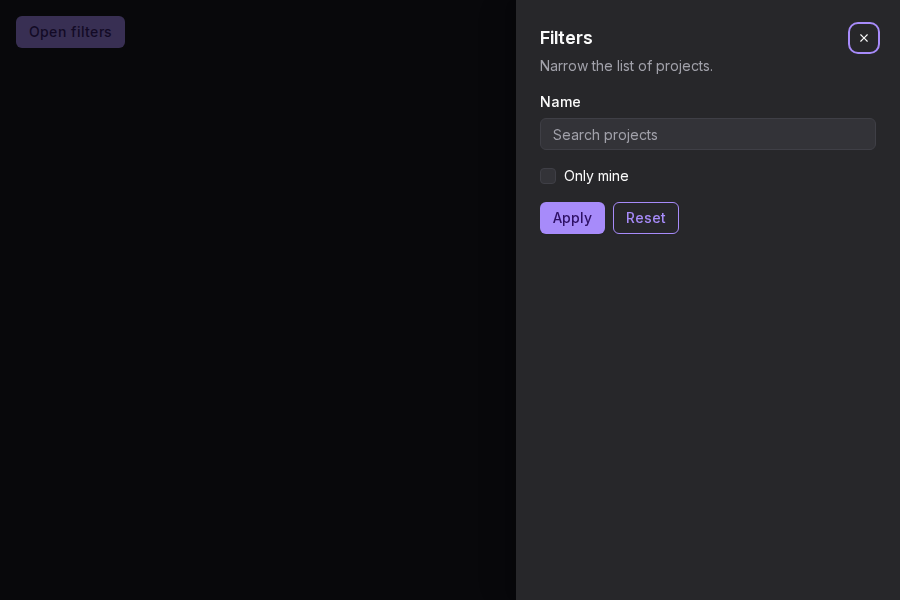 Open filters
Filters
Narrow the list of projects.
Name
Search projects
Only mine
Apply
Reset